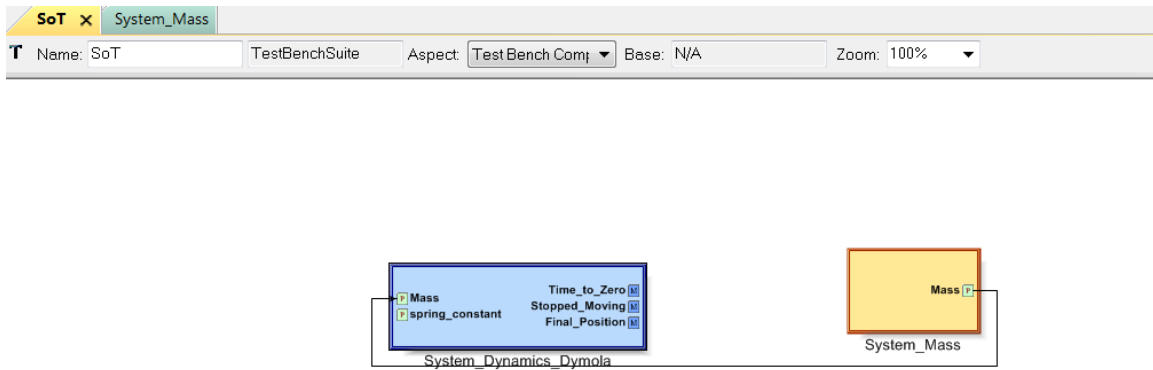 SoT × System_Mass
T Name: SoT TestBenchSuite Aspect: Test Bench Comp Base: N/A Zoom: 100%
Mass
spring_constant
Time_to_Zero M
Stopped_Moving M
Final_Position M
System_Dynamics_Dymola
Mass P
System_Mass